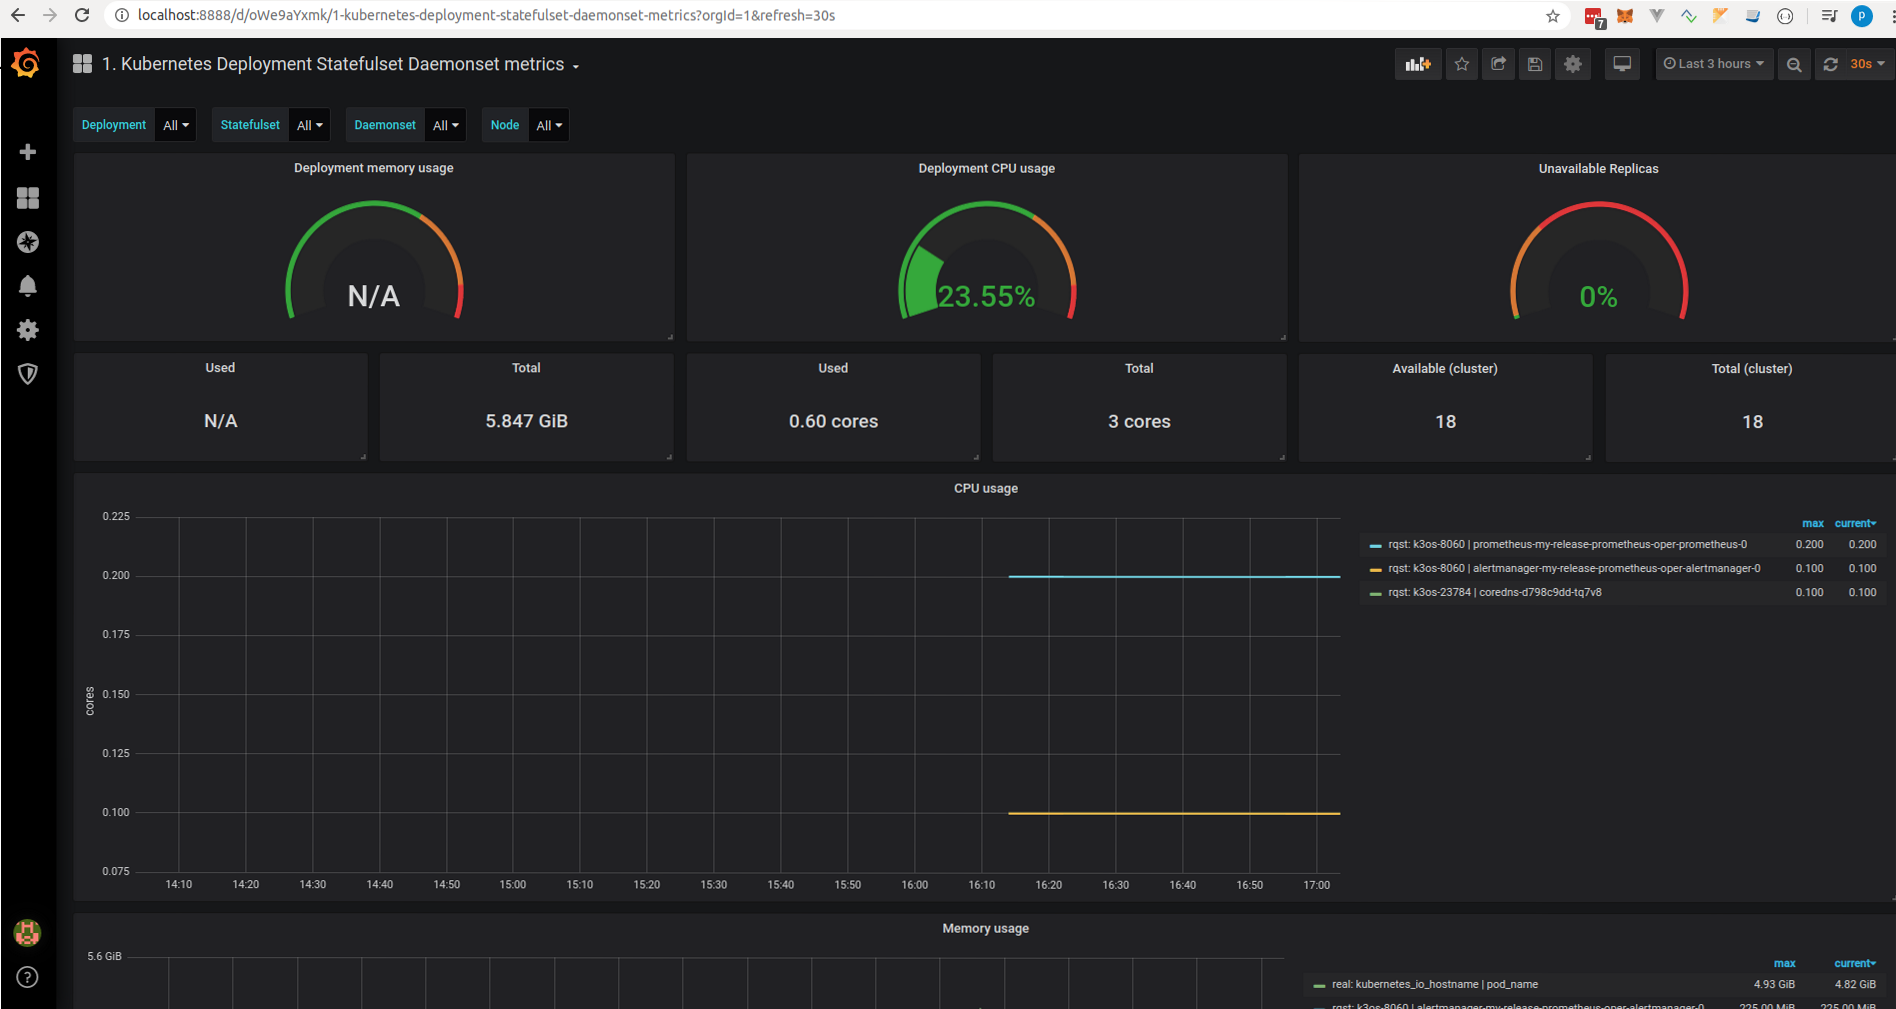 localhost:8888/d/oWe9aYxmk/1-kubernetes-deployment-statefulset-daemonset-metrics?orgId=1&refresh=30s
7
p
1. Kubernetes Deployment Statefulset Daemonset metrics
Last 3 hours
30s
Deployment All Statefulset All Daemonset All Node All
Deployment memory usage
N/A
Deployment CPU usage
23.55%
Unavailable Replicas
0%
Used
N/A
Total
5.847 GiB
Used
0.60 cores
Total
3 cores
Available (cluster)
18
Total (cluster)
18
CPU usage
0.225
0.200
0.175
0.150
0.125
0.100
0.075
cores
14:10 14:20 14:30 14:40 14:50 15:00 15:10 15:20 15:30 15:40 15:50 16:00 16:10 16:20 16:30 16:40 16:50 17:00
max current
rqst: k3os-8060 | prometheus-my-release-prometheus-oper-prometheus-0 0.200 0.200
rqst: k3os-8060 | alertmanager-my-release-prometheus-oper-alertmanager-0 0.100 0.100
rqst: k3os-23784 | coredns-d798c9dd-tq7v8 0.100 0.100
Memory usage
5.6 GiB
max current
real: kubernetes_io_hostname | pod_name 4.93 GiB 4.82 GiB
rqst: k3os-8060 | alertmanager-my-release-prometheus-oper-alertmanager-0 225.00 MiB 225.00 MiB
?